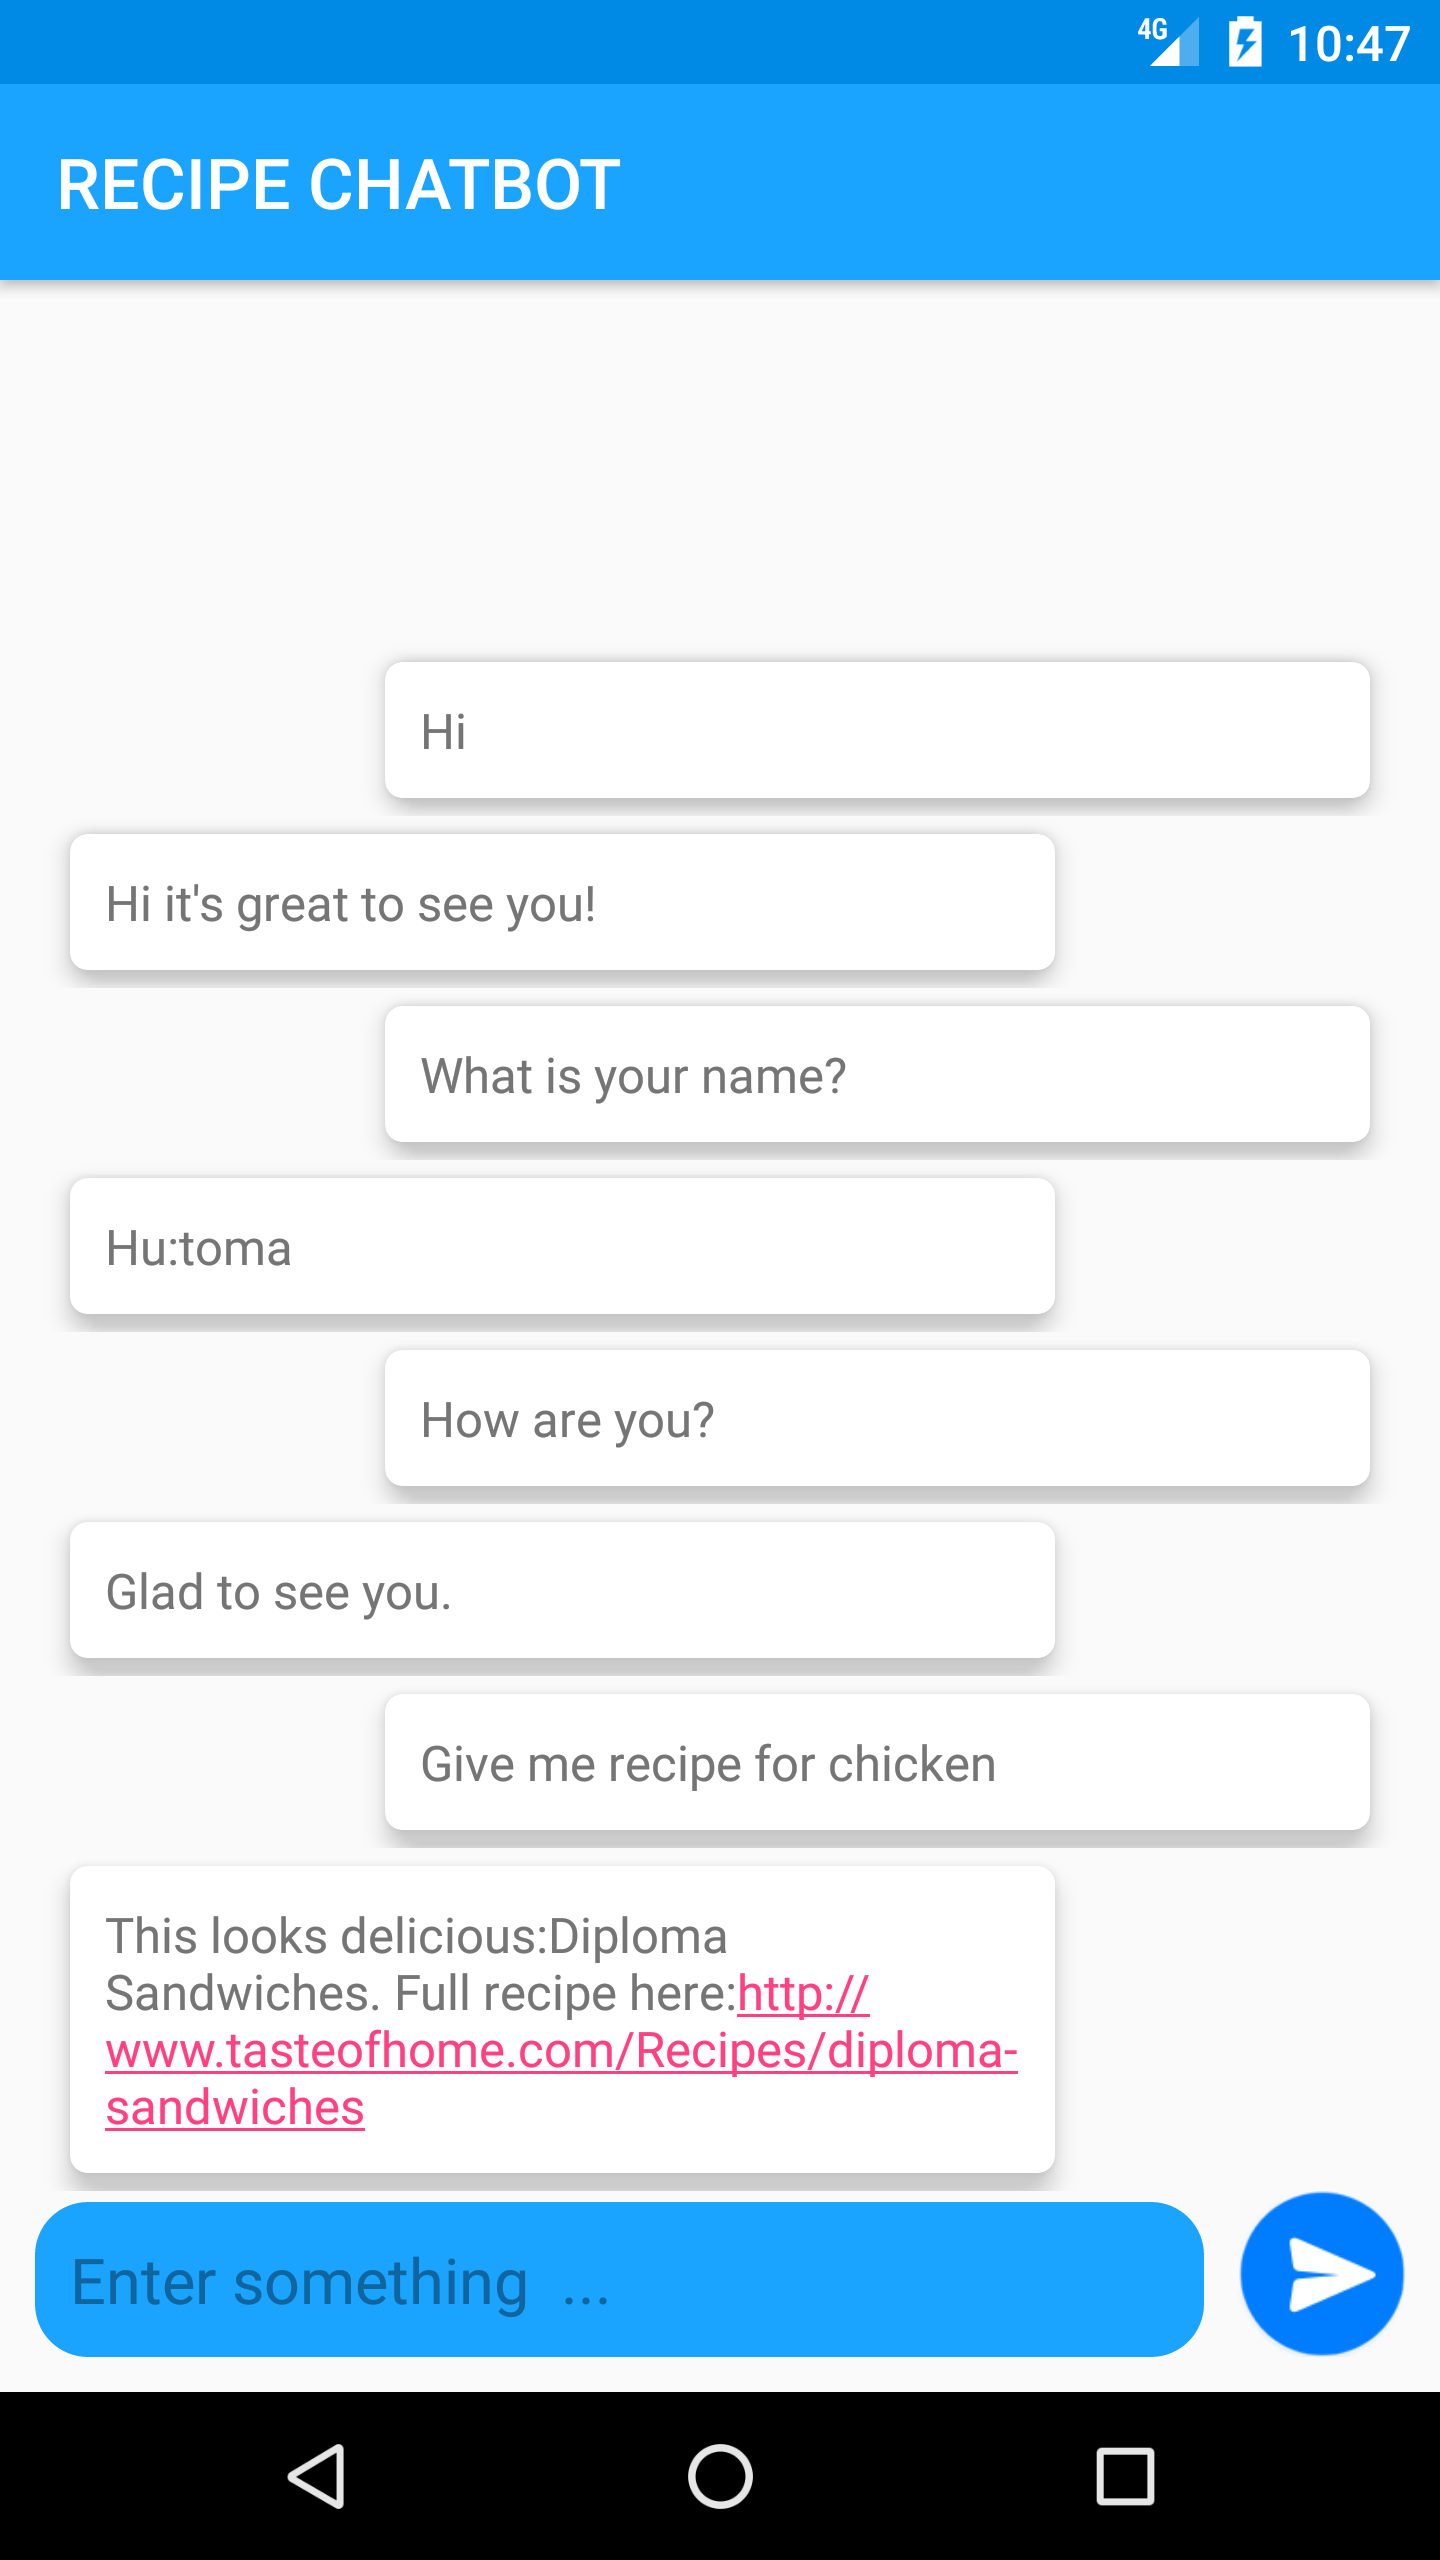 4G 10:47
RECIPE CHATBOT
Hi
Hi it's great to see you!
What is your name?
Hu:toma
How are you?
Glad to see you.
Give me recipe for chicken
This looks delicious:Diploma
Sandwiches. Full recipe here:http://
www.tasteofhome.com/Recipes/diploma-
sandwiches
Enter something  ...